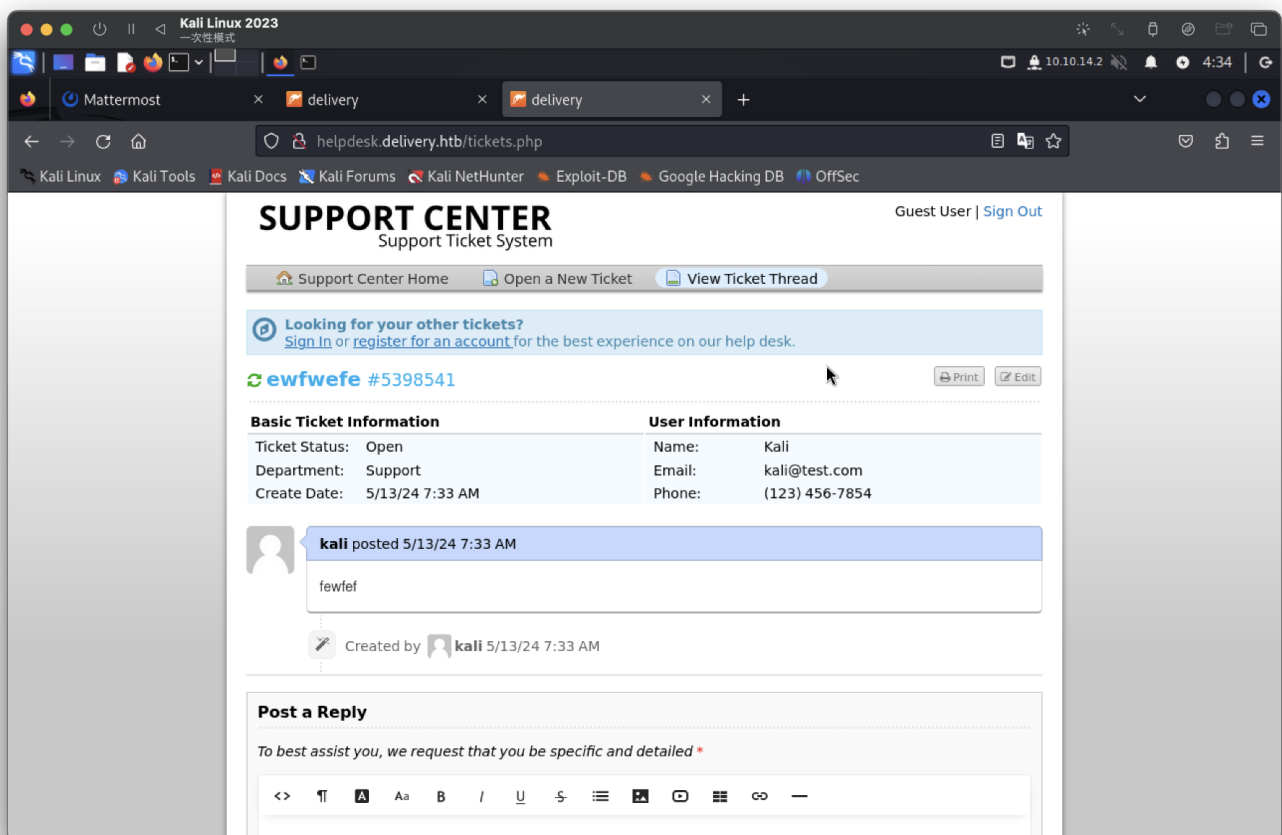 Kali Linux 2023
一次性模式
10.10.14.2 4:34
Mattermost delivery delivery
helpdesk.delivery.htb/tickets.php
Kali Linux Kali Tools Kali Docs Kali Forums Kali NetHunter Exploit-DB Google Hacking DB OffSec
SUPPORT CENTER
Support Ticket System
Guest User | Sign Out
Support Center Home Open a New Ticket View Ticket Thread
Looking for your other tickets?
Sign In or register for an account for the best experience on our help desk.
ewfwefe #5398541 Print Edit
Basic Ticket Information User Information
Ticket Status: Open Name: Kali
Department: Support Email: kali@test.com
Create Date: 5/13/24 7:33 AM Phone: (123) 456-7854
kali posted 5/13/24 7:33 AM
fewfef
Created by kali 5/13/24 7:33 AM
Post a Reply
To best assist you, we request that you be specific and detailed *
<> ¶ A Aa B I U S